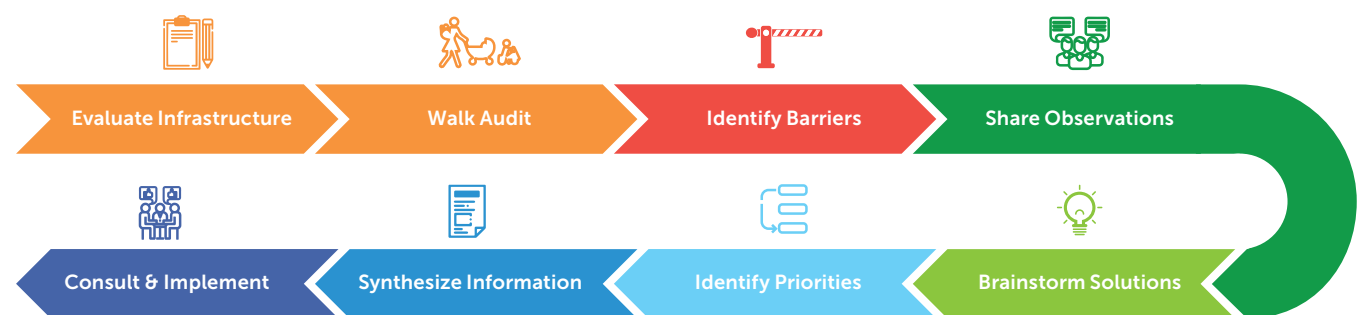 Evaluate Infrastructure
Walk Audit
Identify Barriers
Share Observations
Brainstorm Solutions
Identify Priorities
Synthesize Information
Consult & Implement